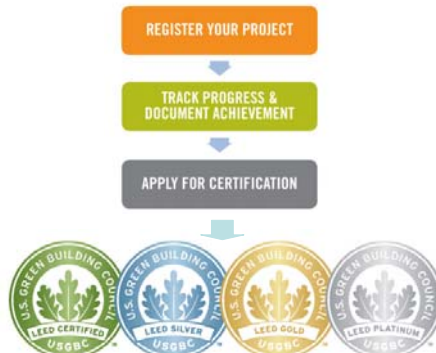 REGISTER YOUR PROJECT
TRACK PROGRESS &
DOCUMENT ACHIEVEMENT
APPLY FOR CERTIFICATION
U.S. GREEN BUILDING COUNCIL
LEED CERTIFIED
USGBC
U.S. GREEN BUILDING COUNCIL
LEED SILVER
USGBC
U.S. GREEN BUILDING COUNCIL
LEED GOLD
USGBC
U.S. GREEN BUILDING COUNCIL
LEED PLATINUM
USGBC